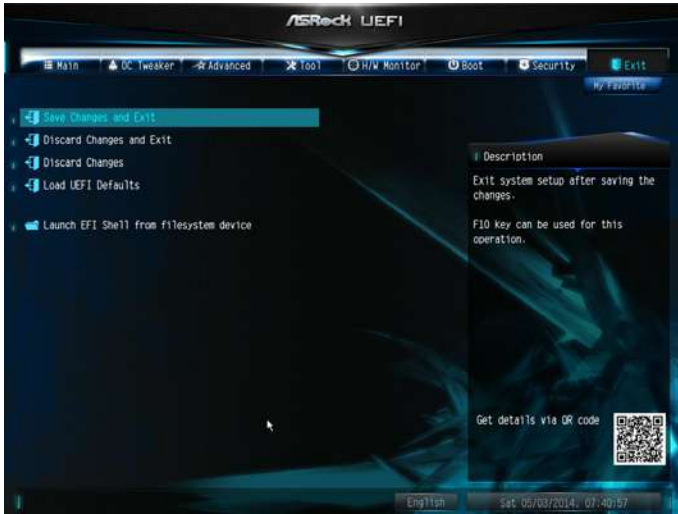 ASRock UEFI
Main OC Tweaker Advanced Tool H/W Monitor Boot Security Exit
My Favorite
Save Changes and Exit
Discard Changes and Exit
Discard Changes
Load UEFI Defaults
Launch EFI Shell from filesystem device
Description
Exit system setup after saving the
changes.
F10 key can be used for this
operation.
Get details via QR code
English
Sat 05/03/2014, 07:40:57